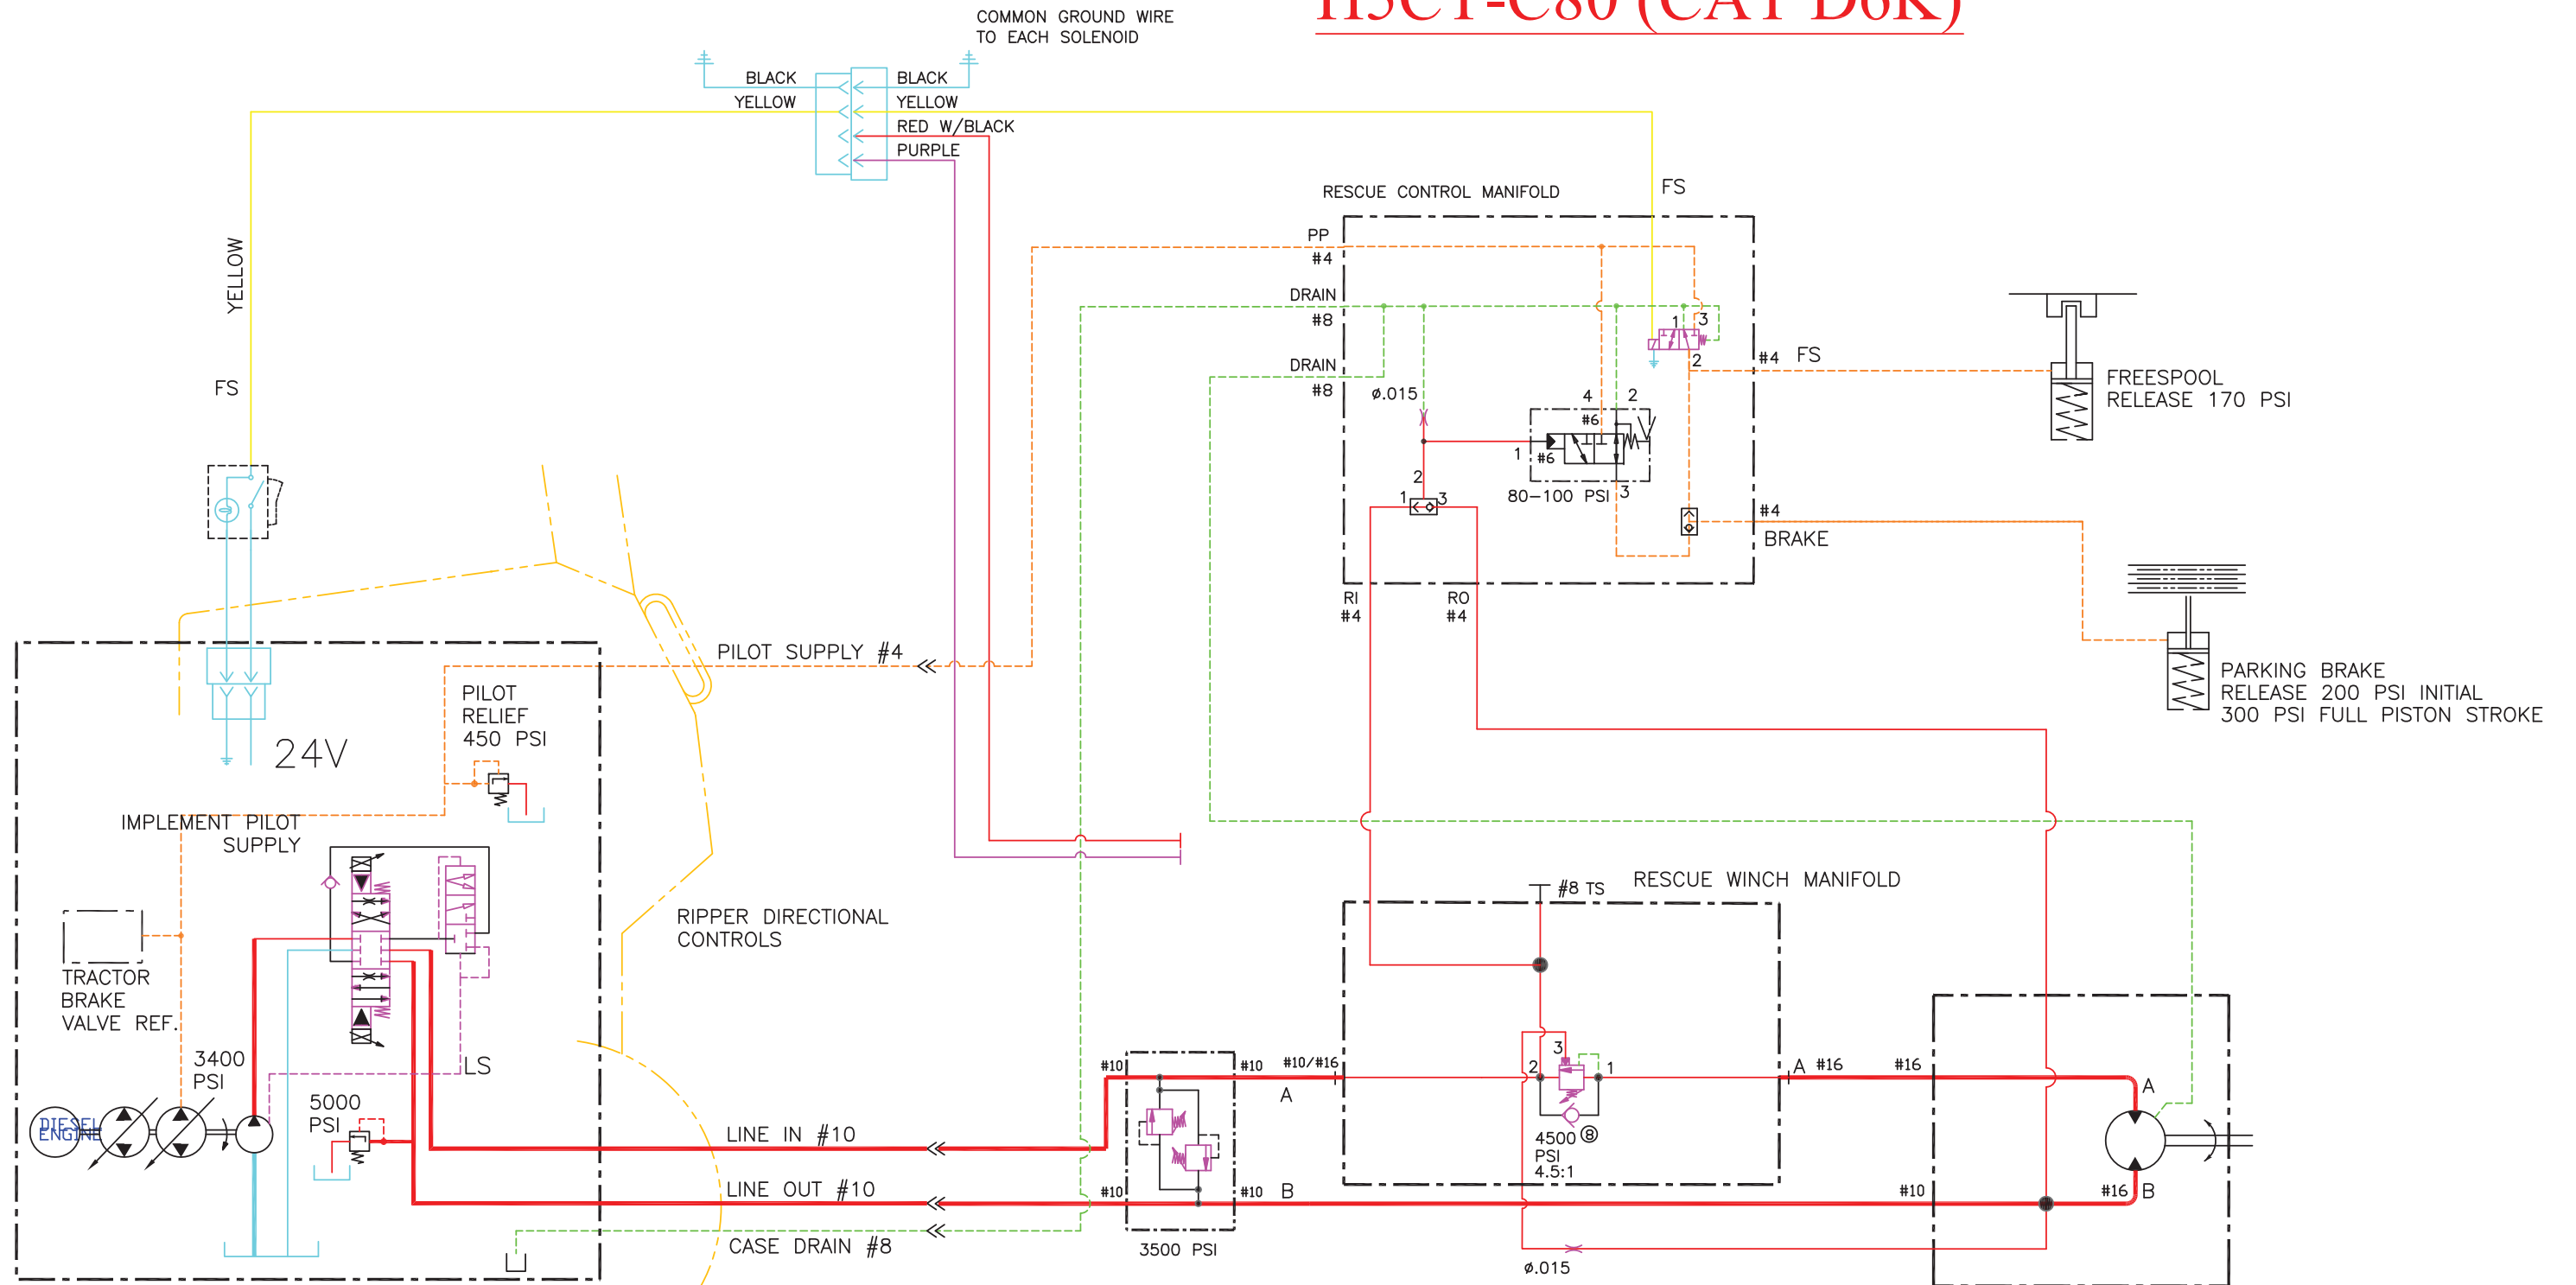 H5CT-C80 (CAT D6K)
COMMON GROUND WIRE
TO EACH SOLENOID
BLACK
BLACK
YELLOW
YELLOW
RED W/BLACK
PURPLE
YELLOW
FS
FS
RESCUE CONTROL MANIFOLD
PP
#4
DRAIN
#8
DRAIN
#8
ø.015
1
3
2
#4 FS
FREESPOOL
RELEASE 170 PSI
4
2
#6
1
#6
80-100 PSI
3
2
1
3
#4
BRAKE
RI
#4
RO
#4
PARKING BRAKE
RELEASE 200 PSI INITIAL
300 PSI FULL PISTON STROKE
PILOT SUPPLY #4
PILOT
RELIEF
450 PSI
24V
IMPLEMENT PILOT
SUPPLY
TRACTOR
BRAKE
VALVE REF.
RIPPER DIRECTIONAL
CONTROLS
#8 TS
RESCUE WINCH MANIFOLD
3400
PSI
LS
5000
PSI
DIESEL
ENGINE
LINE IN #10
LINE OUT #10
CASE DRAIN #8
#10
#10
#10/#16
A
#10
#10
B
3500 PSI
3
2
1
4500 ⑧
PSI
4.5:1
A #16
#16
A
#10
#16 B
ø.015